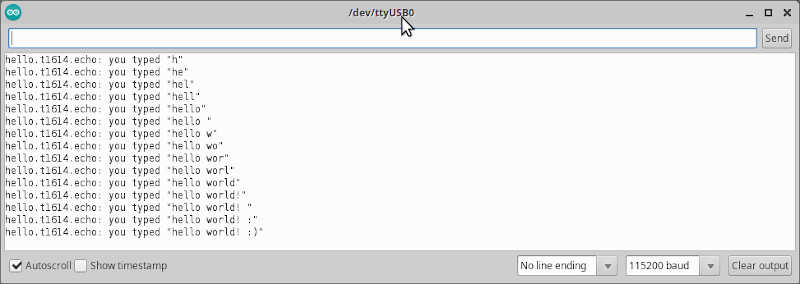 /dev/ttyUSB0
Send
hello.t1614.echo: you typed "h"
hello.t1614.echo: you typed "he"
hello.t1614.echo: you typed "hel"
hello.t1614.echo: you typed "hell"
hello.t1614.echo: you typed "hello"
hello.t1614.echo: you typed "hello "
hello.t1614.echo: you typed "hello w"
hello.t1614.echo: you typed "hello wo"
hello.t1614.echo: you typed "hello wor"
hello.t1614.echo: you typed "hello worl"
hello.t1614.echo: you typed "hello world"
hello.t1614.echo: you typed "hello world!"
hello.t1614.echo: you typed "hello world! "
hello.t1614.echo: you typed "hello world! :"
hello.t1614.echo: you typed "hello world! :)"
Autoscroll Show timestamp No line ending 115200 baud Clear output